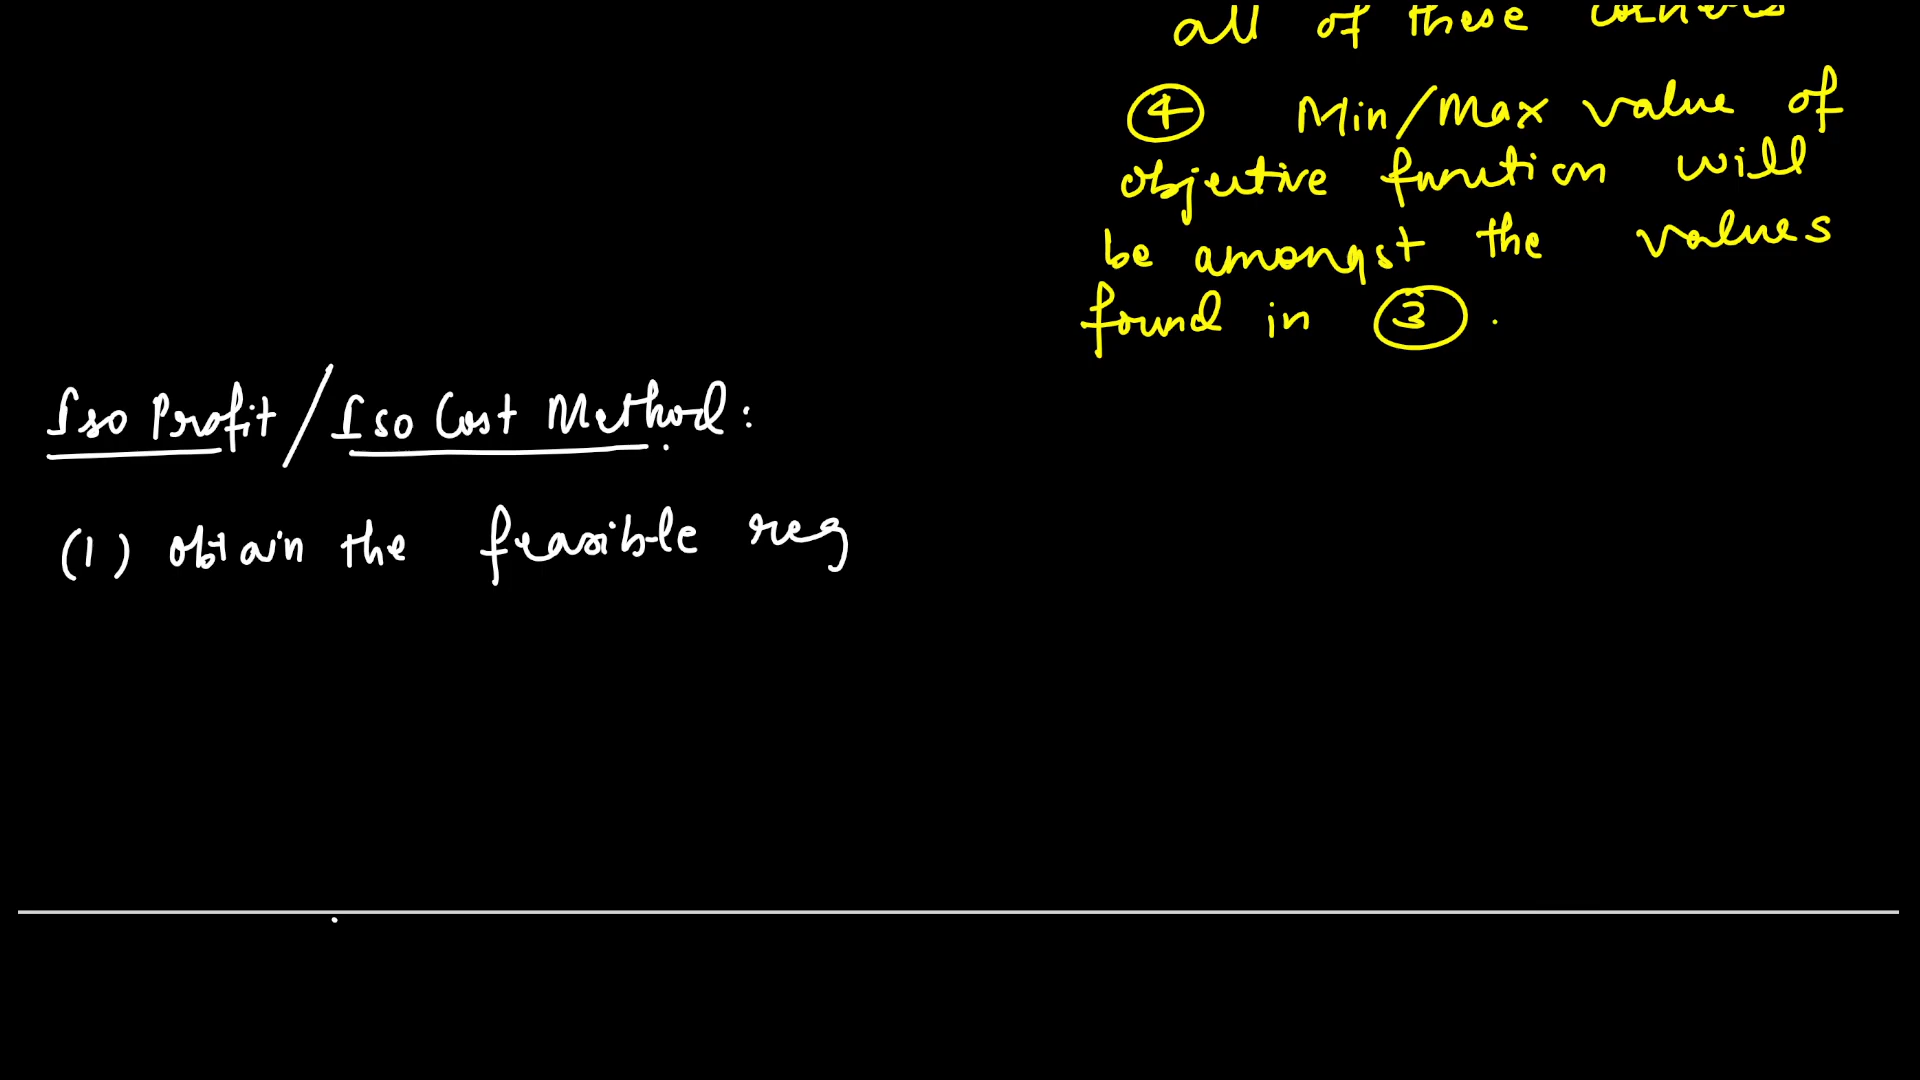 all of these corners
④ Min/Max value of
objective function will
be amongst the values
found in ③.
Iso Profit/Iso Cost Method:
(1) obtain the feasible reg